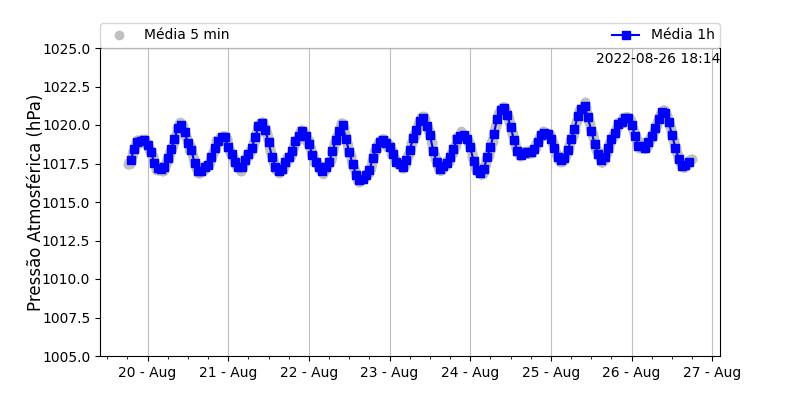 Média 5 min
Média 1h
2022-08-26 18:14
Pressão Atmosférica (hPa)
1025.0
1022.5
1020.0
1017.5
1015.0
1012.5
1010.0
1007.5
1005.0
20 - Aug
21 - Aug
22 - Aug
23 - Aug
24 - Aug
25 - Aug
26 - Aug
27 - Aug